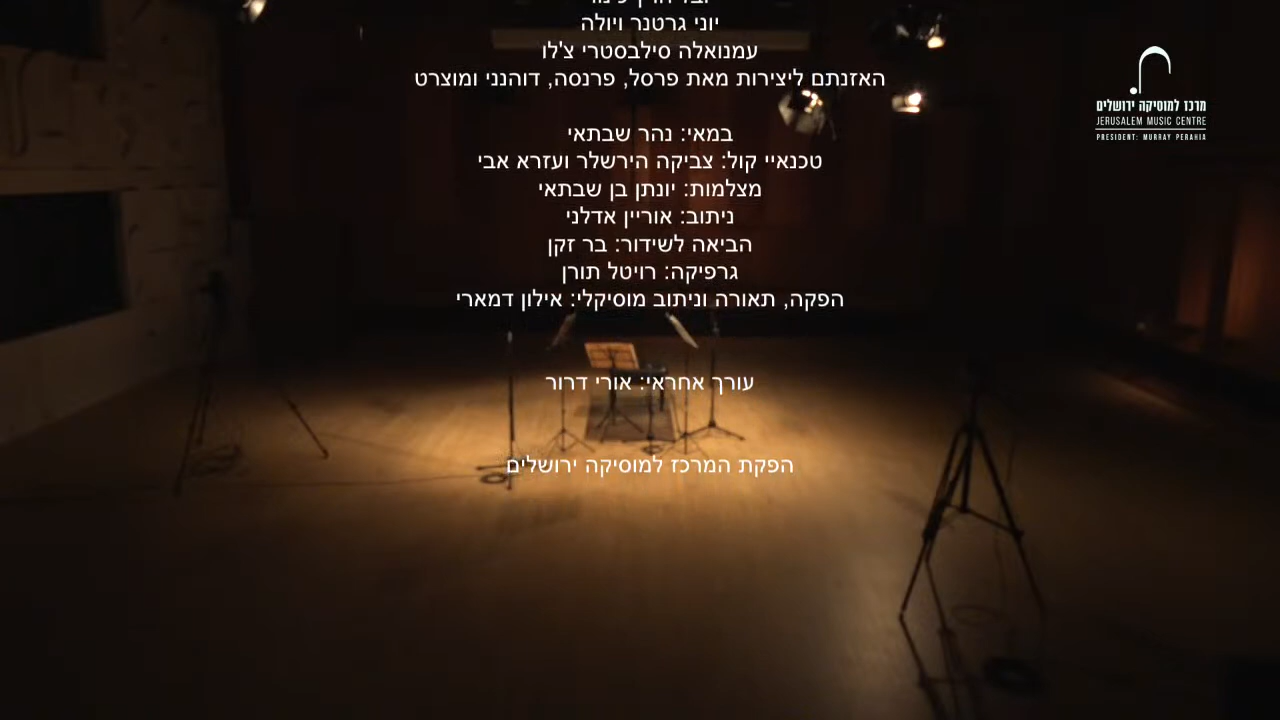 יוני גרטנר ויולה
עמנואלה סילבסטרי צ'לו
האזנתם ליצירות מאת פרסל, פרנסה, דוהנני ומוצרט
במאי: נהר שבתאי
טכנאיי קול: צביקה הירשלר ועזרא אבי
מצלמות: יונתן בן שבתאי
ניתוב: אוריין אדלני
הביאה לשידור: בר זקן
גרפיקה: רויטל תורן
הפקה, תאורה וניתוב מוסיקלי: אילון דמארי
עורך אחראי: אורי דרור
הפקת המרכז למוסיקה ירושלים
מרכז למוסיקה ירושלים
JERUSALEM MUSIC CENTRE
PRESIDENT: MURRAY PERAHIA